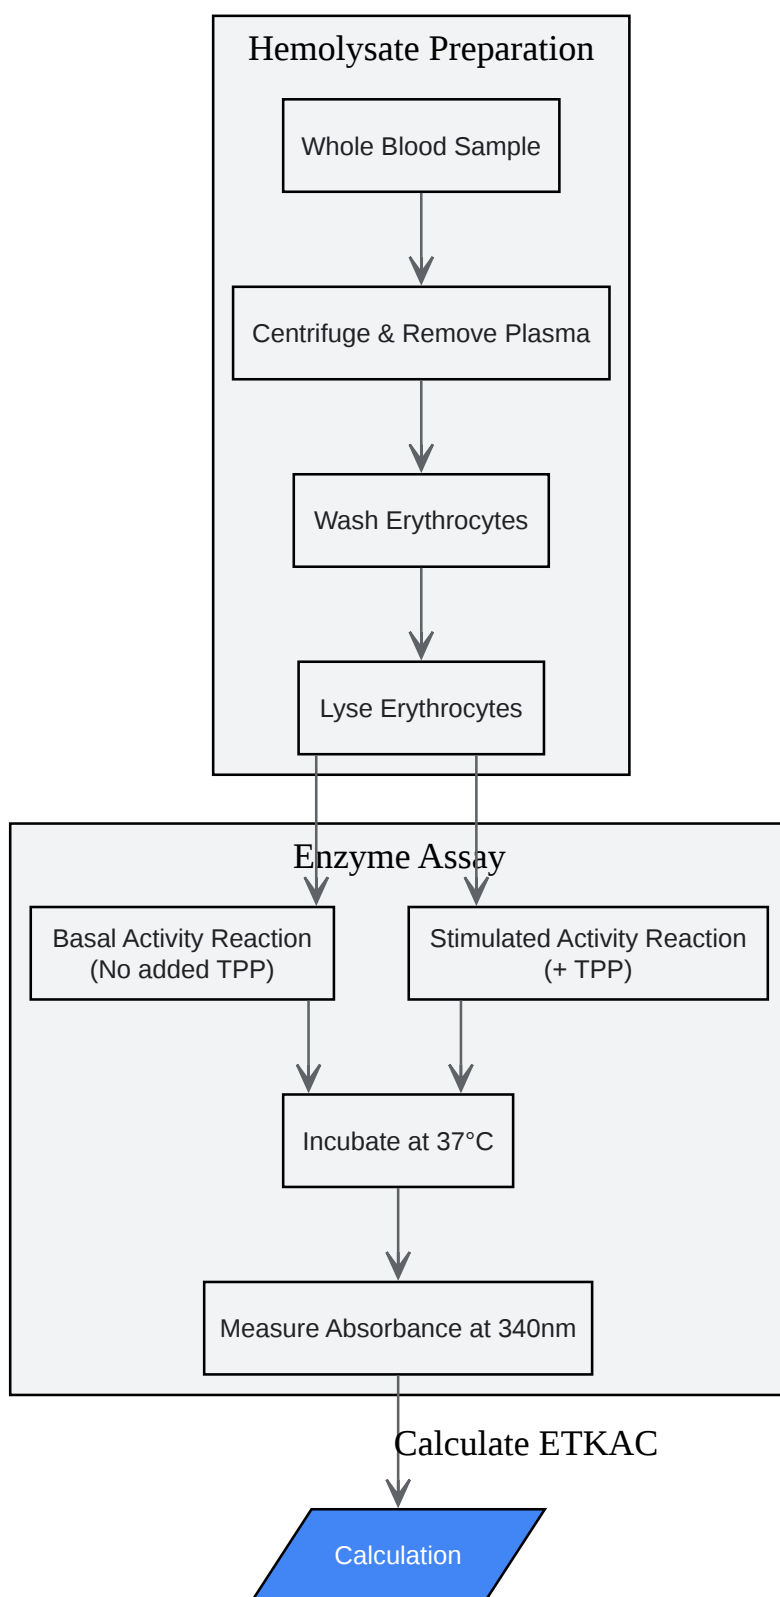 Hemolysate Preparation
Whole Blood Sample
Centrifuge & Remove Plasma
Wash Erythrocytes
Lyse Erythrocytes
Enzyme Assay
Basal Activity Reaction
(No added TPP)
Stimulated Activity Reaction
(+ TPP)
Incubate at 37°C
Measure Absorbance at 340nm
Calculate ETKAC
Calculation